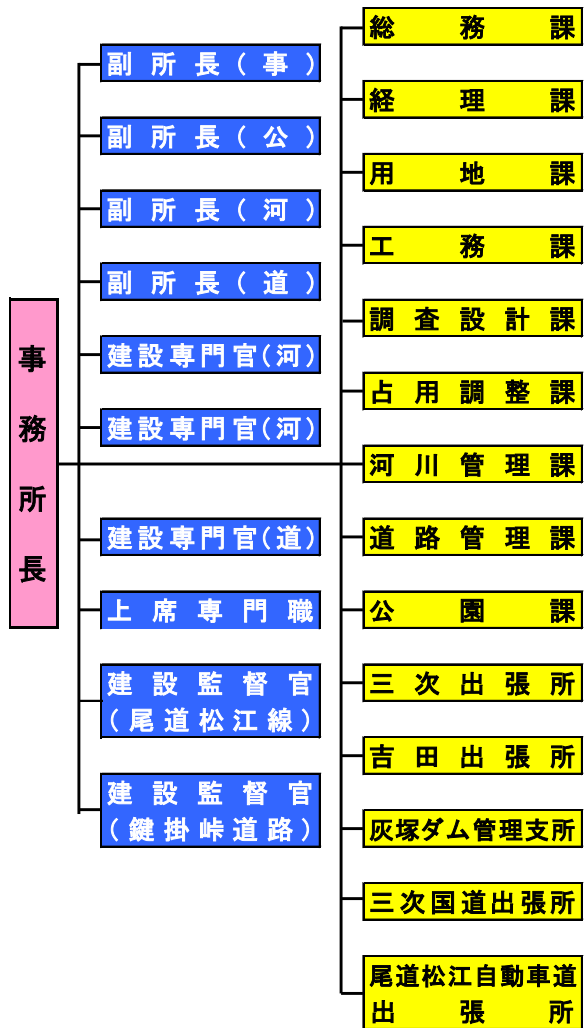 事務所長
副所長(事)
副所長(公)
副所長(河)
副所長(道)
建設専門官(河)
建設専門官(河)
建設専門官(道)
上席専門職
建設監督官
(尾道松江線)
建設監督官
(鍵掛峠道路)
総務課
経理課
用地課
工務課
調査設計課
占用調整課
河川管理課
道路管理課
公園課
三次出張所
吉田出張所
灰塚ダム管理支所
三次国道出張所
尾道松江自動車道
出張所